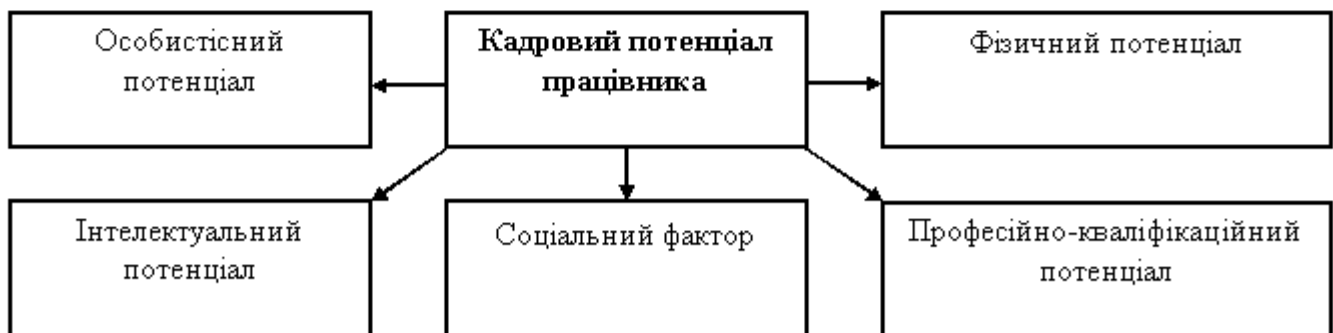 Особистісний
потенціал
Кадровий потенціал
працівника
Фізичний потенціал
Інтелектуальний
потенціал
Соціальний фактор
Професійно-кваліфікаційний
потенціал